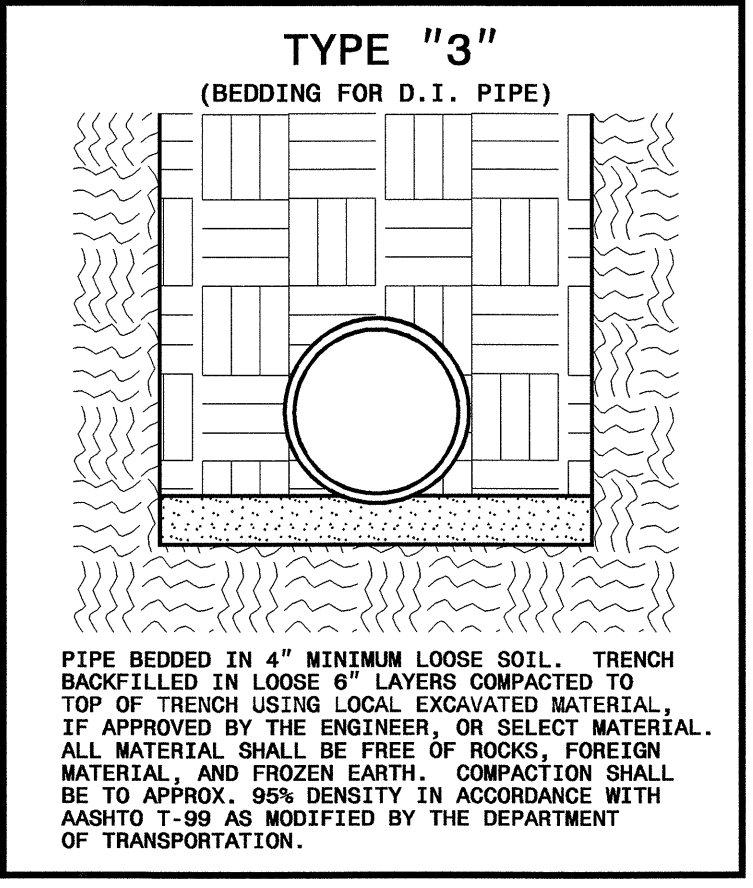 TYPE "3"
(BEDDING FOR D.I. PIPE)
PIPE BEDDED IN 4" MINIMUM LOOSE SOIL. TRENCH
BACKFILLED IN LOOSE 6" LAYERS COMPACTED TO
TOP OF TRENCH USING LOCAL EXCAVATED MATERIAL,
IF APPROVED BY THE ENGINEER, OR SELECT MATERIAL.
ALL MATERIAL SHALL BE FREE OF ROCKS, FOREIGN
MATERIAL, AND FROZEN EARTH. COMPACTION SHALL
BE TO APPROX. 95% DENSITY IN ACCORDANCE WITH
AASHTO T-99 AS MODIFIED BY THE DEPARTMENT
OF TRANSPORTATION.